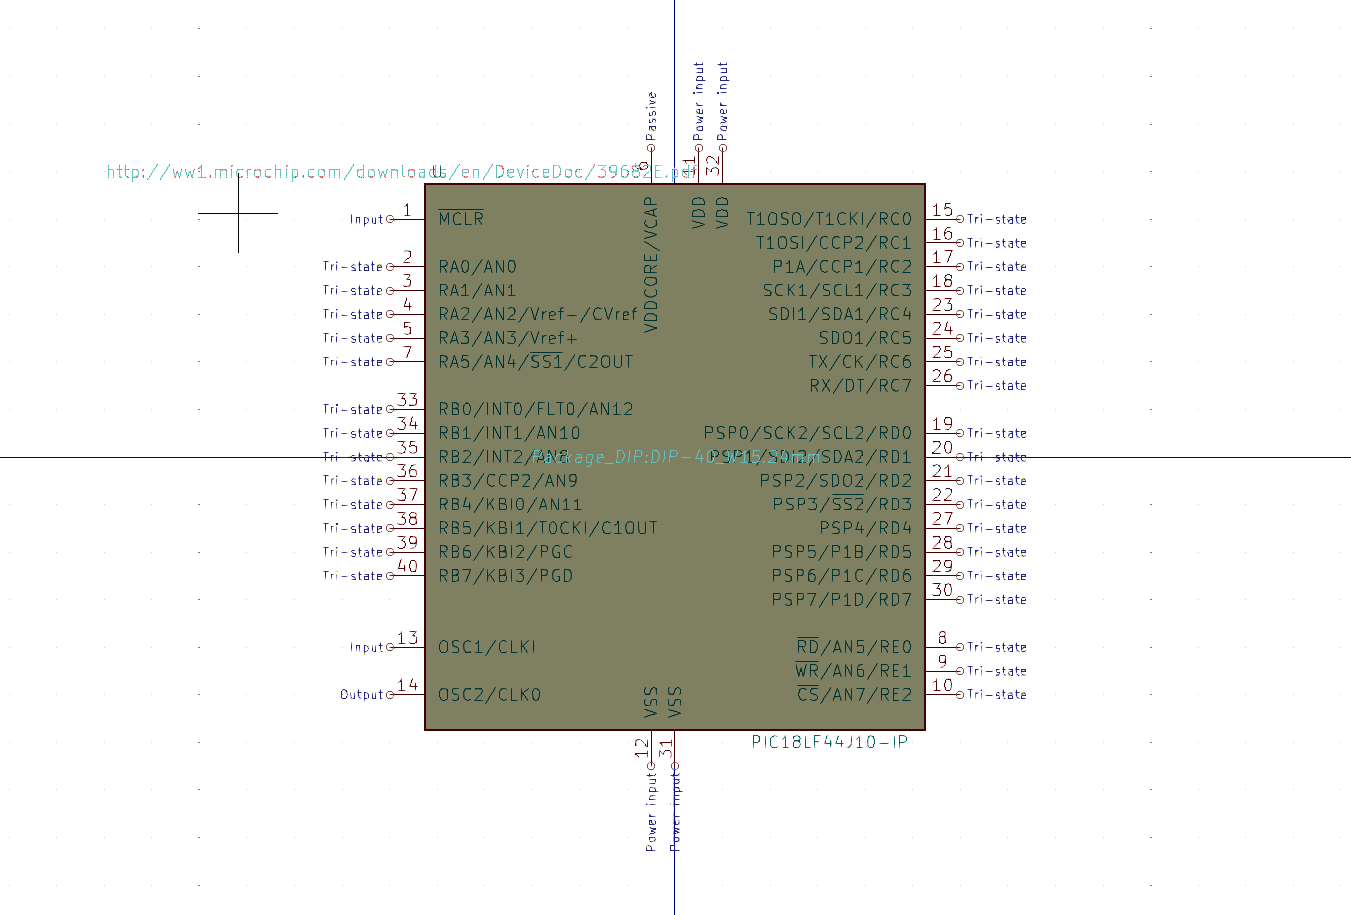 Passive
Power input
Power input
http://ww1.microchip.com/downloads/en/DeviceDoc/39682E.pdf
U
6
11
32
VDDCORE/VCAP
VDD
VDD
Input 1 MCLR
T1OSO/T1CKI/RC0 15 Tri-state
T1OSI/CCP2/RC1 16 Tri-state
Tri-state 2 RA0/AN0
P1A/CCP1/RC2 17 Tri-state
Tri-state 3 RA1/AN1
SCK1/SCL1/RC3 18 Tri-state
Tri-state 4 RA2/AN2/Vref-/CVref
SDI1/SDA1/RC4 23 Tri-state
Tri-state 5 RA3/AN3/Vref+
SDO1/RC5 24 Tri-state
Tri-state 7 RA5/AN4/SS1/C2OUT
TX/CK/RC6 25 Tri-state
RX/DT/RC7 26 Tri-state
Tri-state 33 RB0/INT0/FLT0/AN12
Tri-state 34 RB1/INT1/AN10
PSP0/SCK2/SCL2/RD0 19 Tri-state
Tri-state 35 RB2/INT2/AN8
Package_DIP:DIP-40_W15.24mm
PSP1/SDI2/SDA2/RD1 20 Tri-state
Tri-state 36 RB3/CCP2/AN9
PSP2/SDO2/RD2 21 Tri-state
Tri-state 37 RB4/KBI0/AN11
PSP3/SS2/RD3 22 Tri-state
Tri-state 38 RB5/KBI1/T0CKI/C1OUT
PSP4/RD4 27 Tri-state
Tri-state 39 RB6/KBI2/PGC
PSP5/P1B/RD5 28 Tri-state
Tri-state 40 RB7/KBI3/PGD
PSP6/P1C/RD6 29 Tri-state
PSP7/P1D/RD7 30 Tri-state
Input 13 OSC1/CLKI
RD/AN5/RE0 8 Tri-state
WR/AN6/RE1 9 Tri-state
Output 14 OSC2/CLKO
CS/AN7/RE2 10 Tri-state
VSS
VSS
12
31
PIC18LF44J10-IP
Power input
Power input